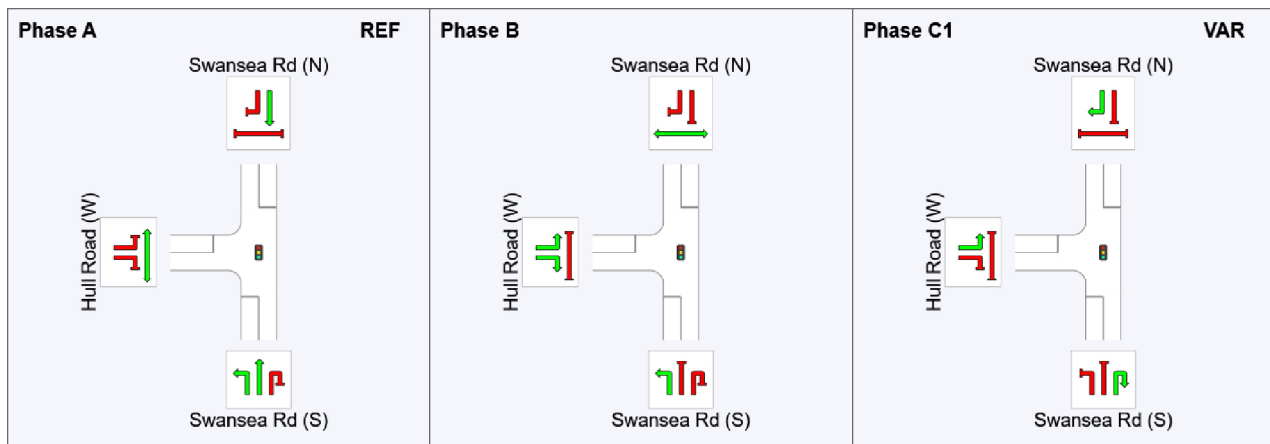 Phase A
REF
Swansea Rd (N)
Hull Road (W)
Swansea Rd (S)
Phase B
Swansea Rd (N)
Hull Road (W)
Swansea Rd (S)
Phase C1
VAR
Swansea Rd (N)
Hull Road (W)
Swansea Rd (S)